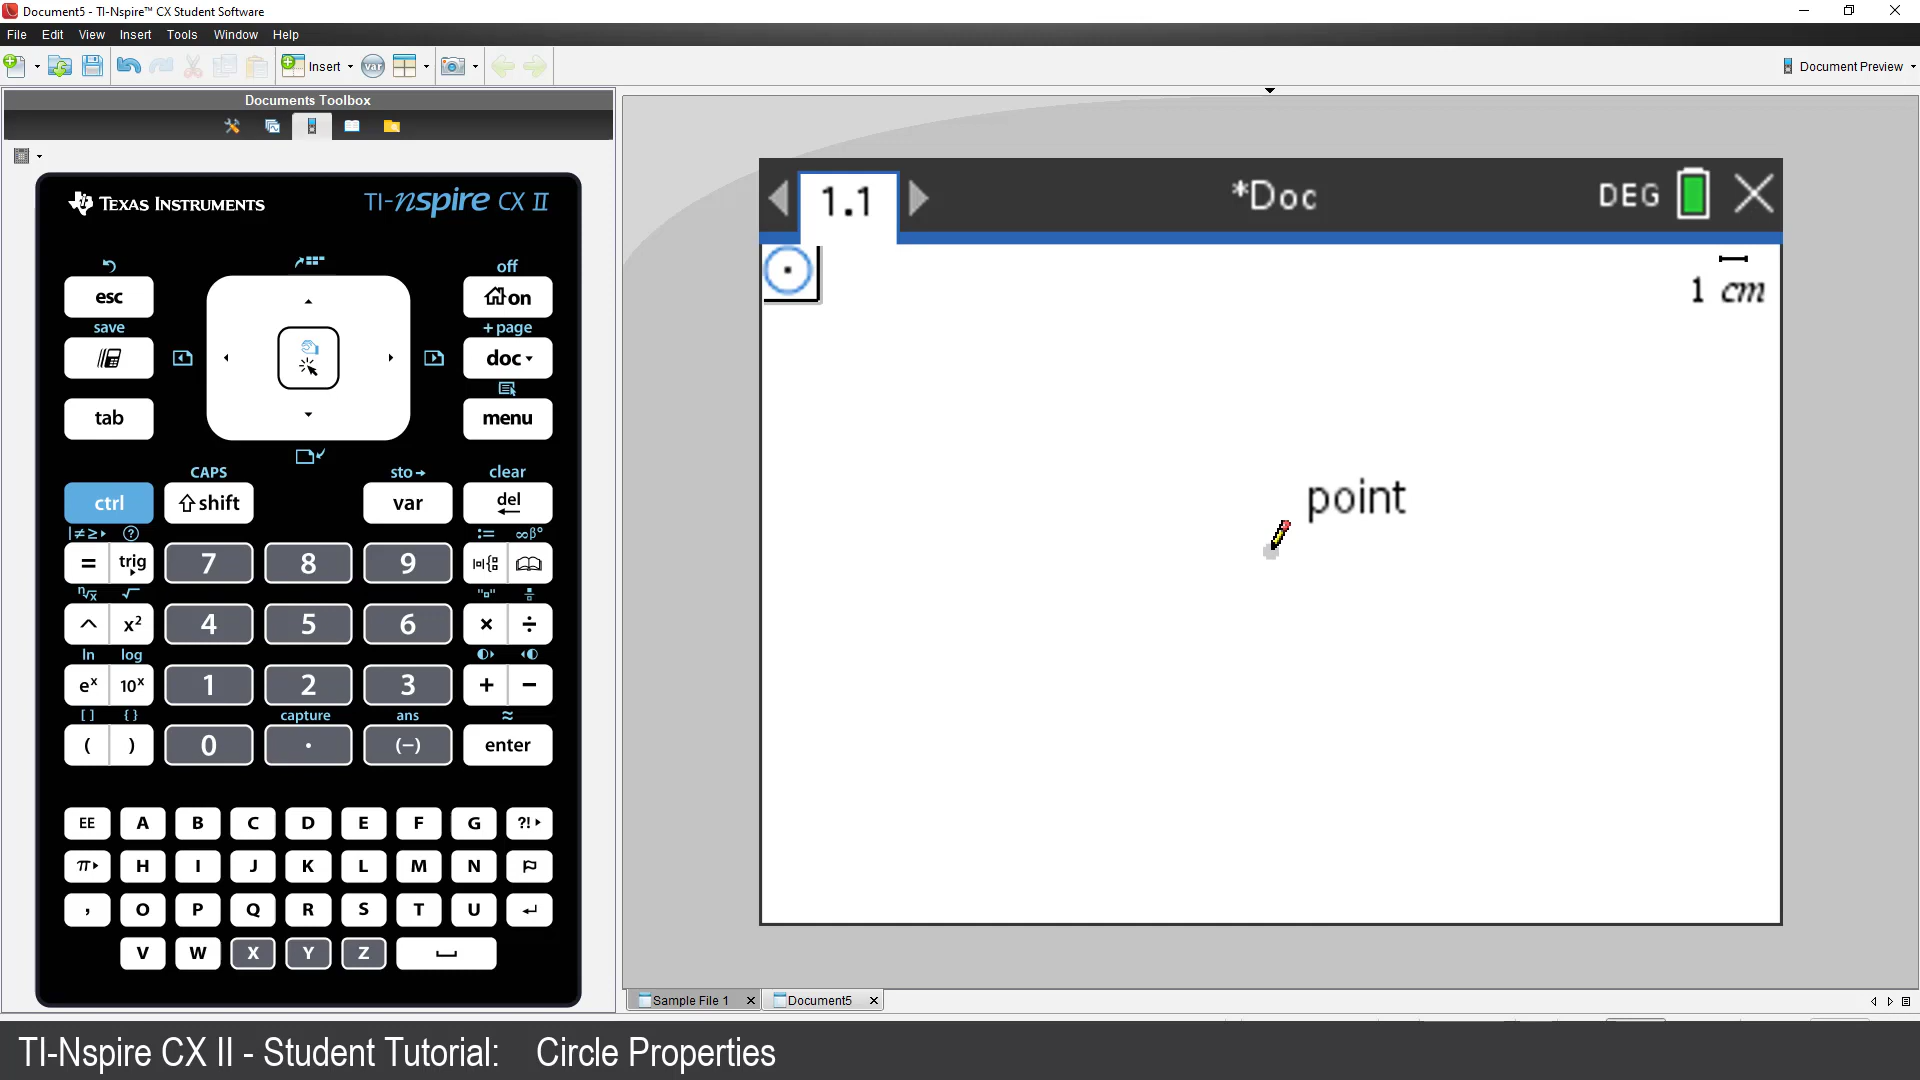 Document5 - TI-Nspire™ CX Student Software
File Edit View Insert Tools Window Help
Insert var Document Preview
Documents Toolbox
TEXAS INSTRUMENTS TI-nspire CX II
1.1 *Doc DEG
1 cm
point
off
esc on
save + page
doc
tab menu
CAPS sto→ clear
ctrl shift var del
|≠≥▸ ? := ∞β°
= trig 7 8 9
ⁿ√x √ "▫"
^ x² 4 5 6 × ÷
ln log
eˣ 10ˣ 1 2 3 + −
[ ] { } capture ans ≈
( ) 0 . (−) enter
EE A B C D E F G ?!▸
π▸ H I J K L M N
, O P Q R S T U
V W X Y Z
Sample File 1 Document5
TI-Nspire CX II - Student Tutorial: Circle Properties